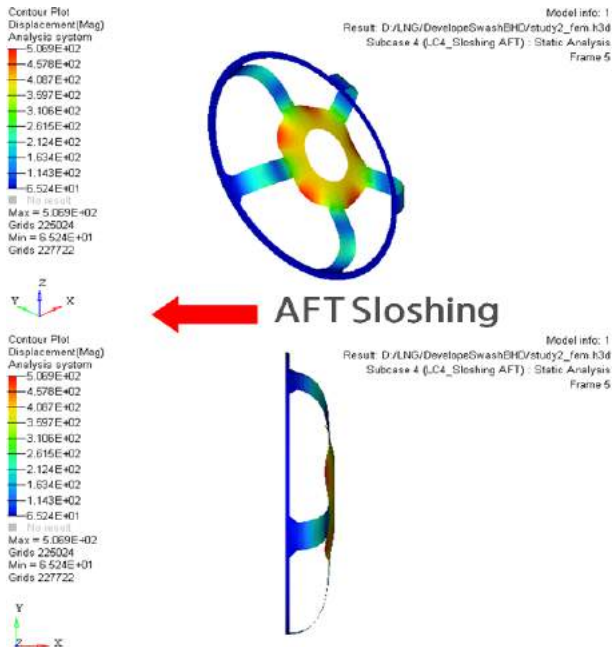 Contour Plot
Displacement(Mag)
Analysis system
5.069E+02
4.578E+02
4.087E+02
3.597E+02
3.106E+02
2.615E+02
2.124E+02
1.634E+02
1.143E+02
6.524E+01
No result
Max = 5.069E+02
Grids 225024
Min = 6.524E+01
Grids 227722
Model info: 1
Result: D:/LNG/DevelopeSwashBHD/study2_fem.h3d
Subcase 4 (LC4_Sloshing AFT) : Static Analysis
Frame 5
Z
Y X
AFT Sloshing
Contour Plot
Displacement(Mag)
Analysis system
5.069E+02
4.578E+02
4.087E+02
3.597E+02
3.106E+02
2.615E+02
2.124E+02
1.634E+02
1.143E+02
6.524E+01
No result
Max = 5.069E+02
Grids 225024
Min = 6.524E+01
Grids 227722
Model info: 1
Result: D:/LNG/DevelopeSwashBHD/study2_fem.h3d
Subcase 4 (LC4_Sloshing AFT) : Static Analysis
Frame 5
Y
Z X